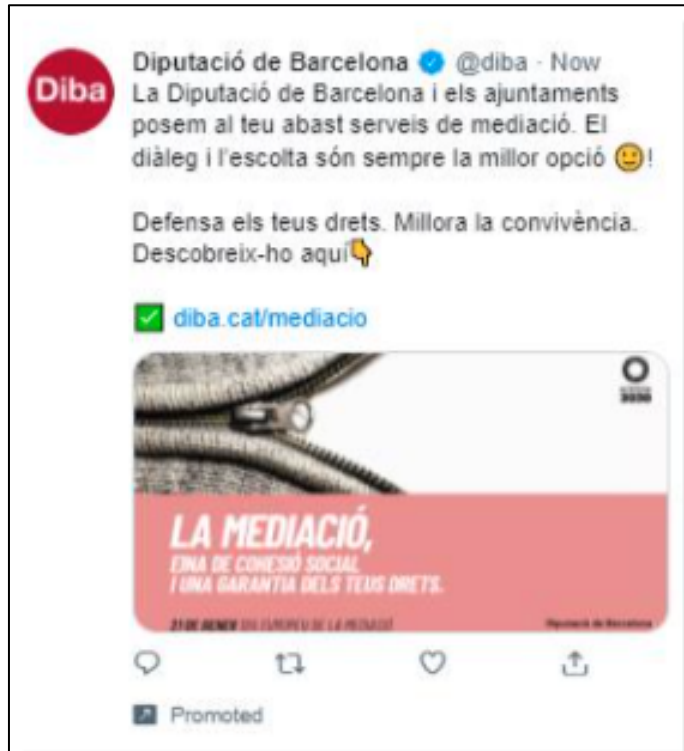 Diba
Diputació de Barcelona @diba · Now
La Diputació de Barcelona i els ajuntaments
posem al teu abast serveis de mediació. El
diàleg i l'escolta són sempre la millor opció 🙂!
Defensa els teus drets. Millora la convivència.
Descobreix-ho aquí👇
✅ diba.cat/mediacio
LA MEDIACIÓ,
EINA DE COHESIÓ SOCIAL
I UNA GARANTIA DELS TEUS DRETS.
21 DE GENER DIA EUROPEU DE LA MEDIACIÓ
Diputació de Barcelona
Promoted